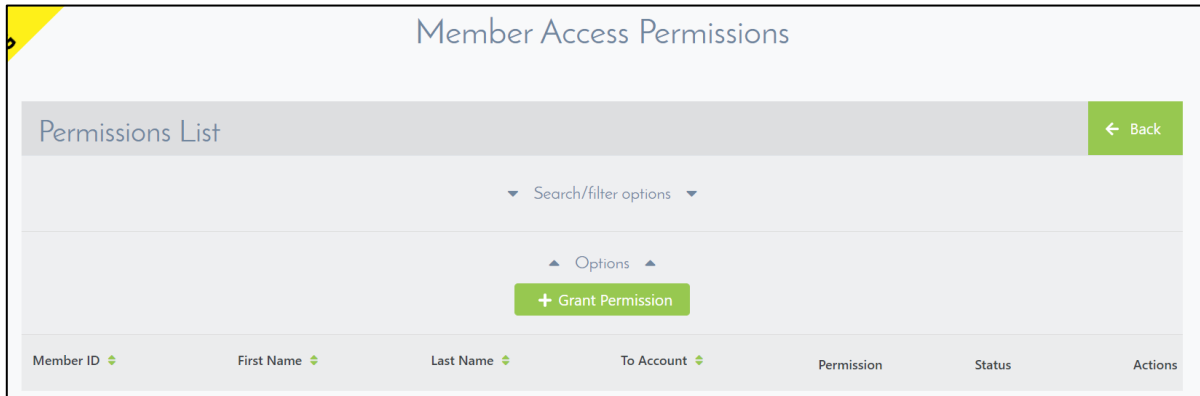 Member Access Permissions
Permissions List
← Back
Search/filter options
Options
+ Grant Permission
Member ID First Name Last Name To Account Permission Status Actions